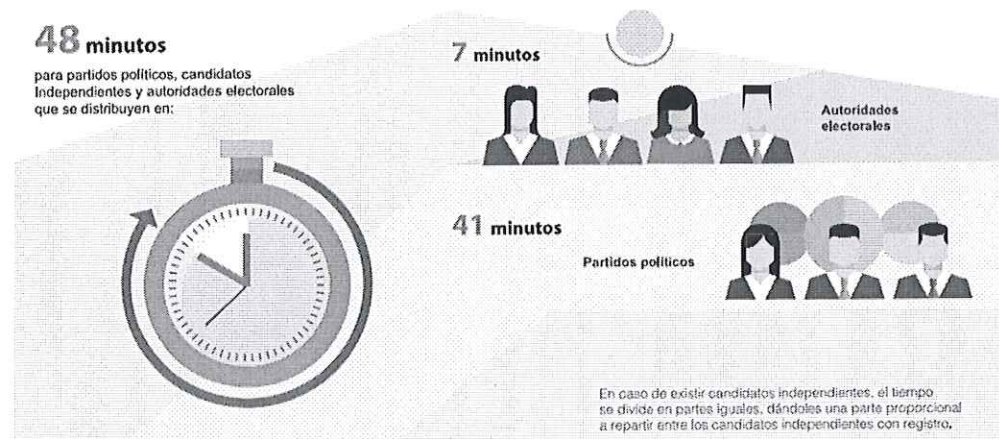 48 minutos
para partidos políticos, candidatos
Independientes y autoridades electorales
que se distribuyen en:
7 minutos
Autoridades
electorales
41 minutos
Partidos políticos
En caso de existir candidatos independientes, el tiempo
se divide en partes iguales, dándoles una parte proporcional
a repartir entre los candidatos independientes con registro.